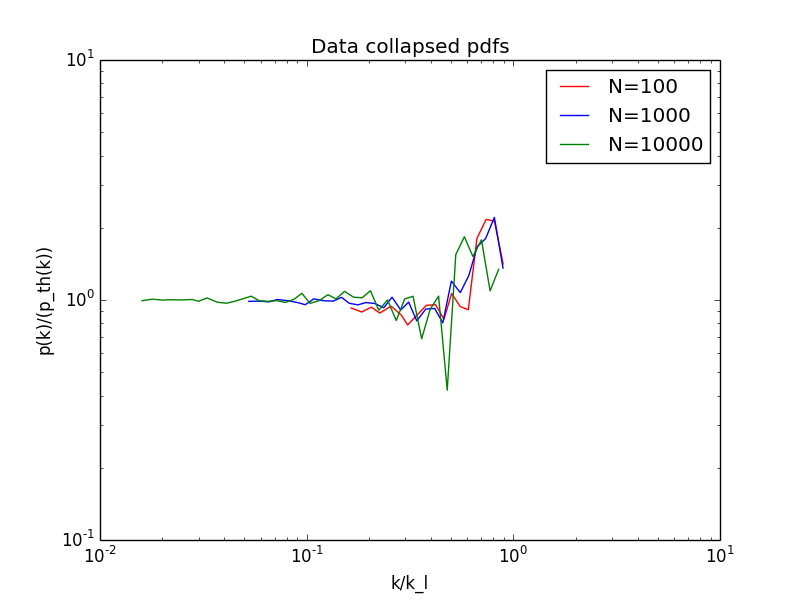 Data collapsed pdfs
N=100
N=1000
N=10000
p(k)/(p_th(k))
10^1
10^0
10^-1
10^-2 10^-1 10^0 10^1
k/k_l